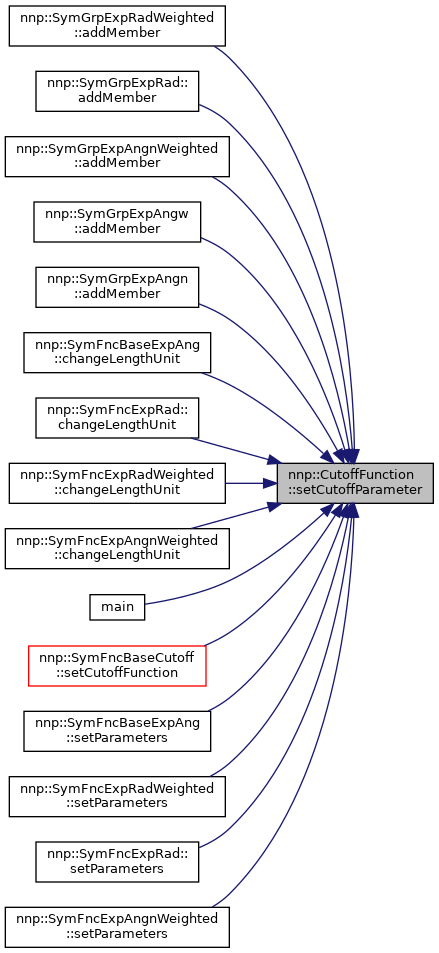 nnp::SymGrpExpRadWeighted
::addMember
nnp::SymGrpExpRad::
addMember
nnp::SymGrpExpAngnWeighted
::addMember
nnp::SymGrpExpAngw
::addMember
nnp::SymGrpExpAngn
::addMember
nnp::SymFncBaseExpAng
::changeLengthUnit
nnp::SymFncExpRad::
changeLengthUnit
nnp::SymFncExpRadWeighted
::changeLengthUnit
nnp::CutoffFunction
::setCutoffParameter
nnp::SymFncExpAngnWeighted
::changeLengthUnit
main
nnp::SymFncBaseCutoff
::setCutoffFunction
nnp::SymFncBaseExpAng
::setParameters
nnp::SymFncExpRadWeighted
::setParameters
nnp::SymFncExpRad::
setParameters
nnp::SymFncExpAngnWeighted
::setParameters